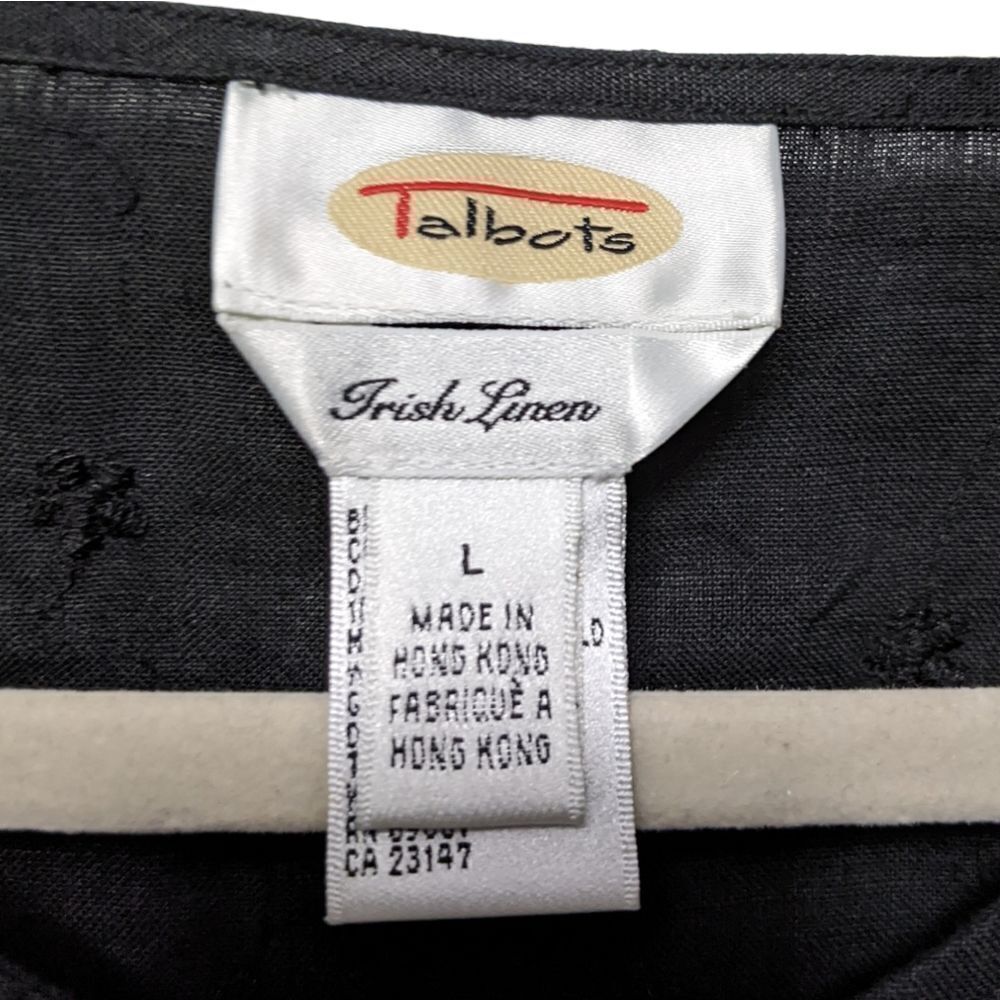 Talbots
Irish Linen
L
MADE IN
HONG KONG
FABRIQUÈ A
HONG KONG
CA 23147